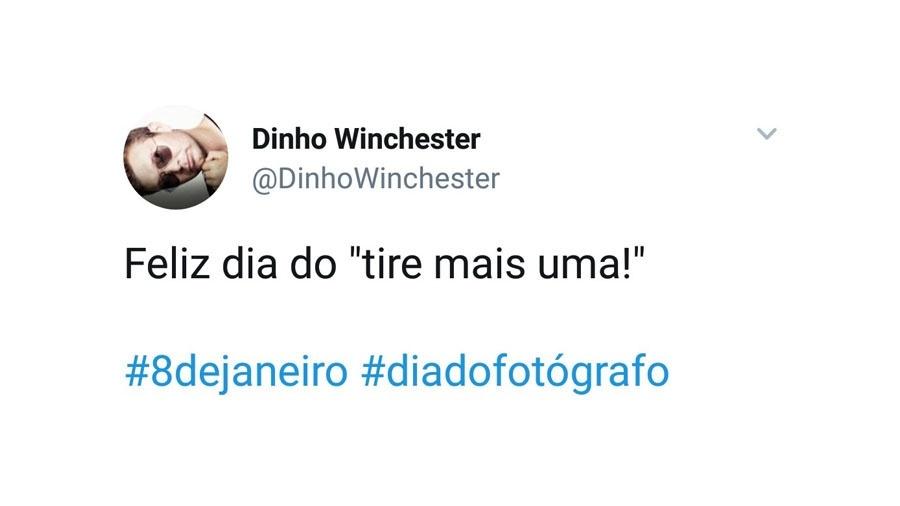 Dinho Winchester
@DinhoWinchester
Feliz dia do "tire mais uma!"
#8dejaneiro #diadofotógrafo